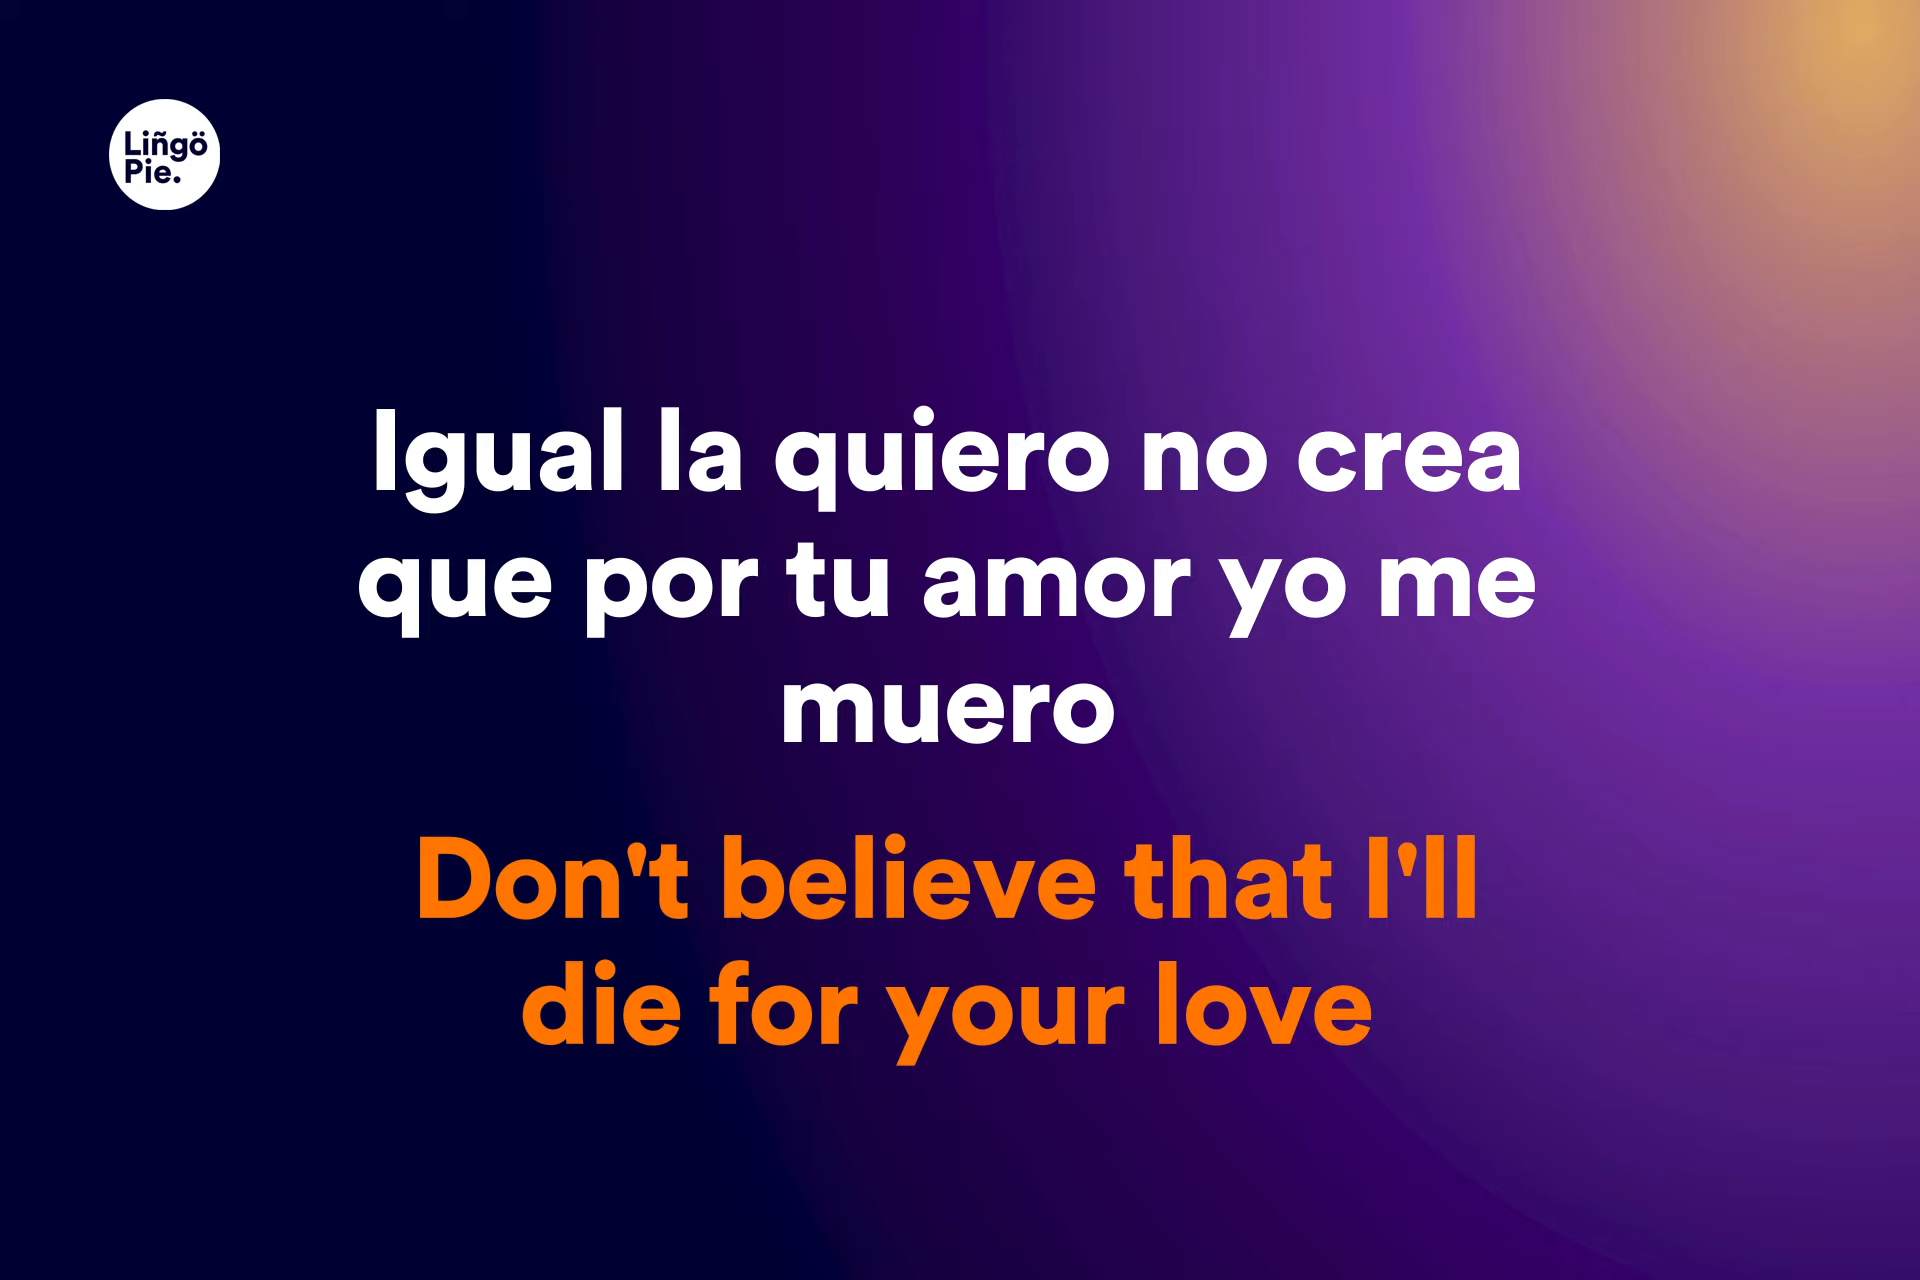 Liñgö
Pie.
Igual la quiero no crea
que por tu amor yo me
muero
Don't believe that I'll
die for your love